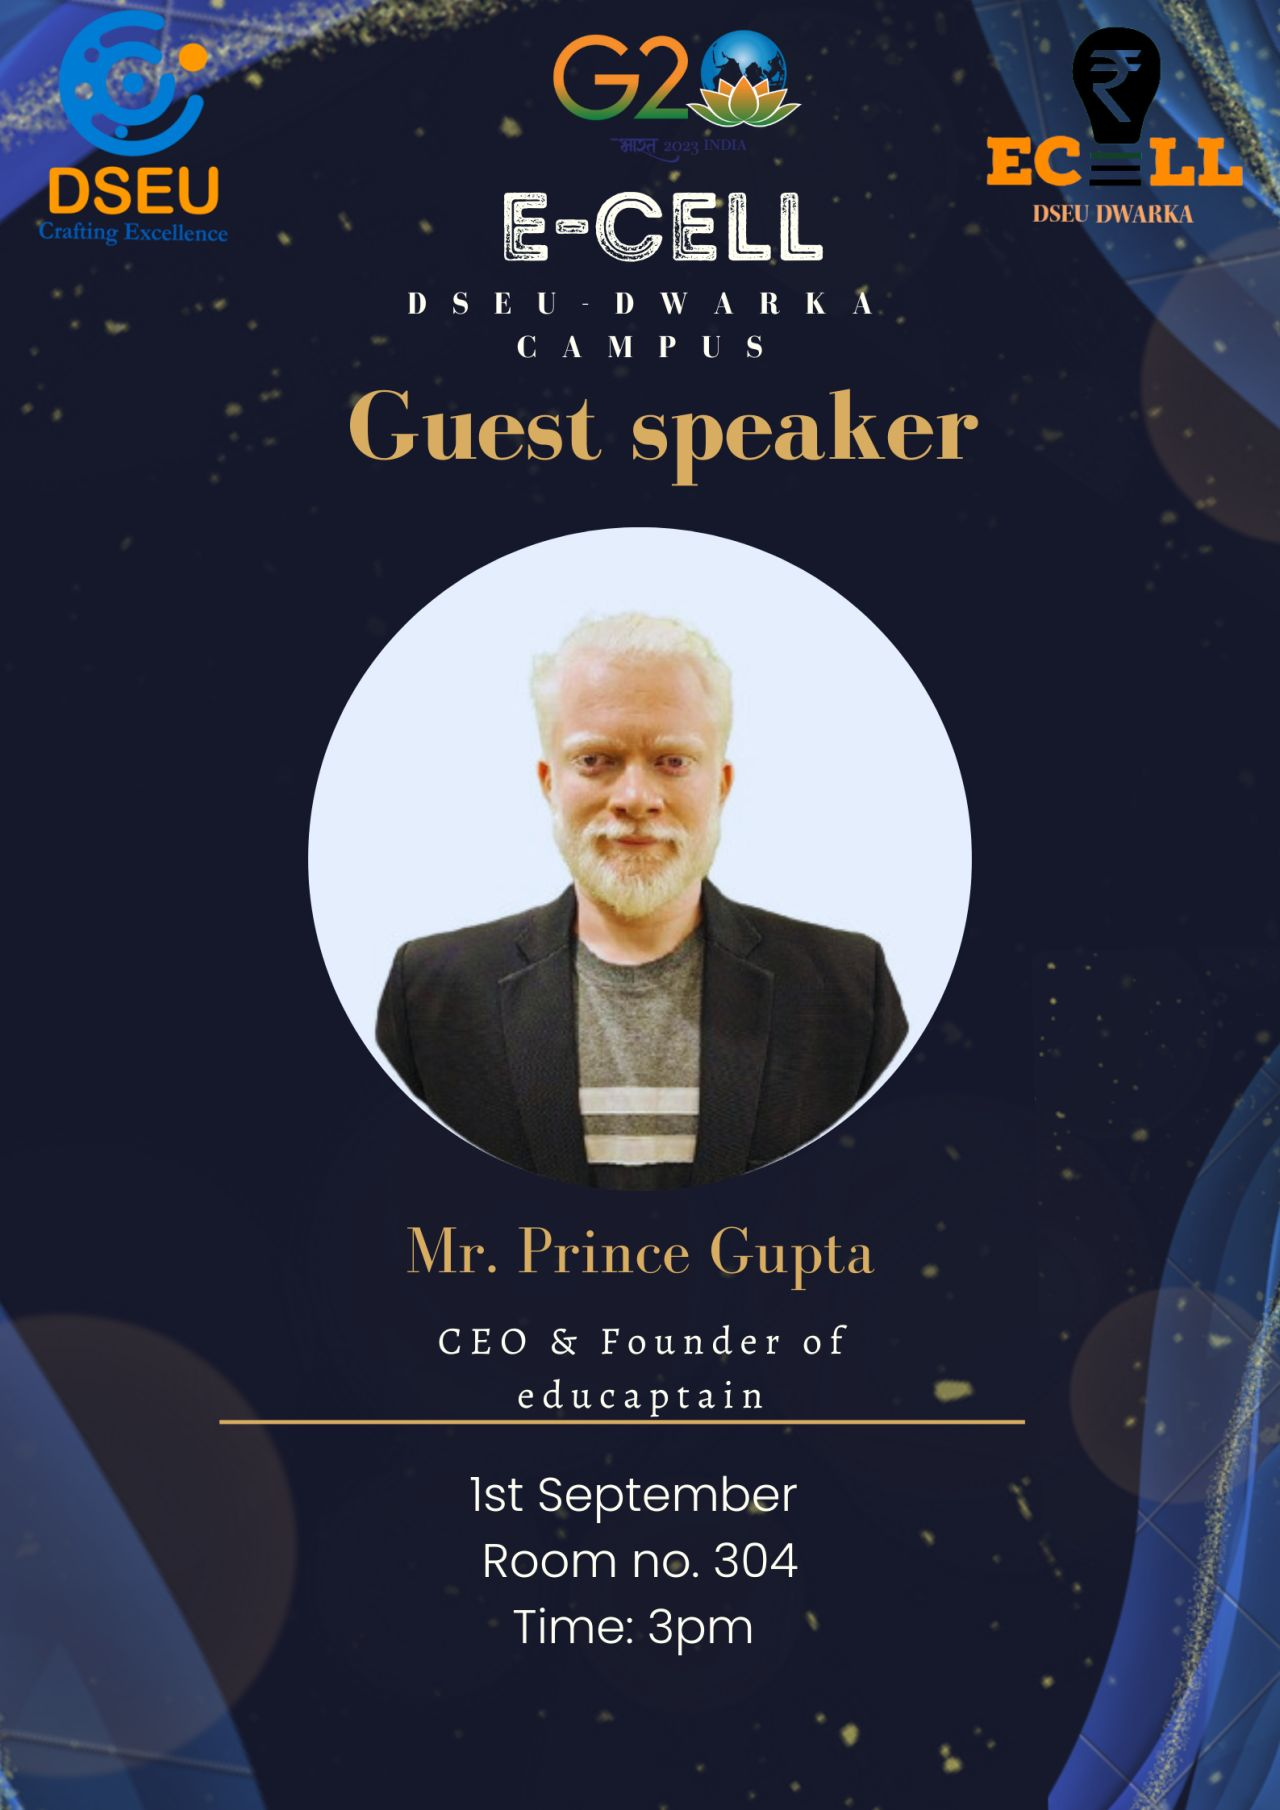 DSEU
Crafting Excellence
G20
भारत 2023 INDIA
ECELL
DSEU DWARKA
E-CELL
DSEU-DWARKA
CAMPUS
Guest speaker
Mr. Prince Gupta
CEO & Founder of
educaptain
1st September
Room no. 304
Time: 3pm